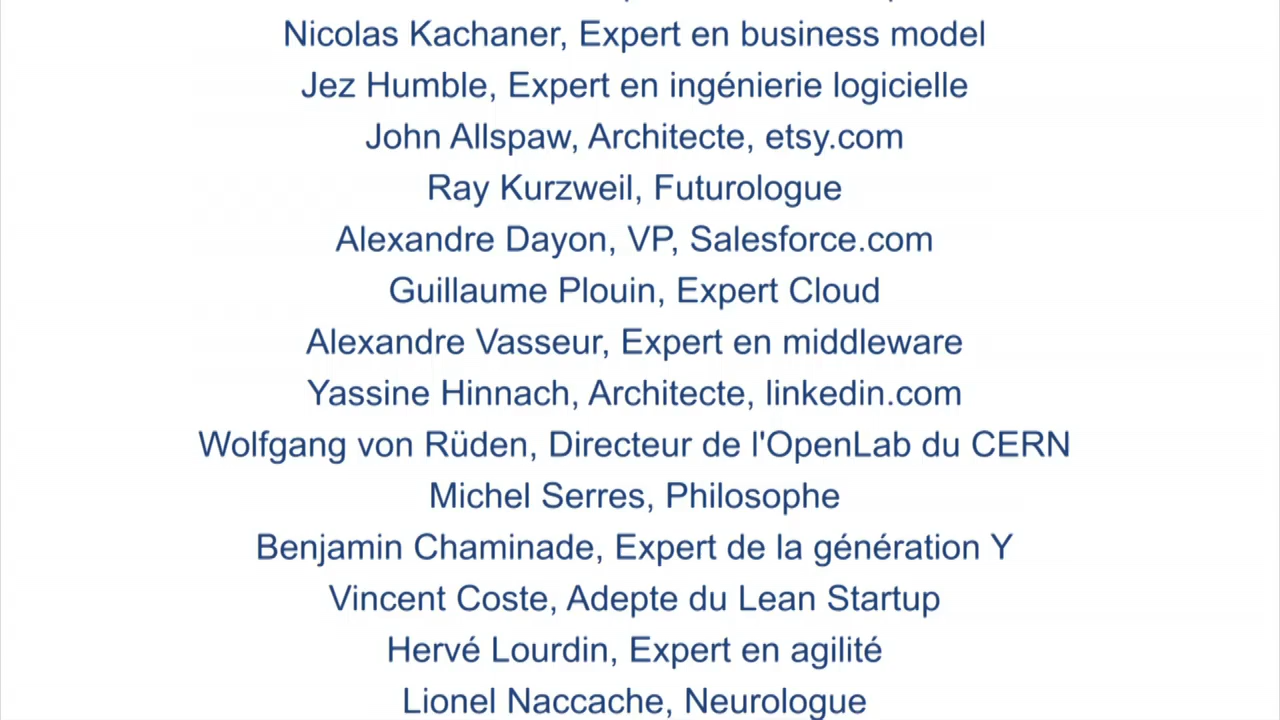 Nicolas Kachaner, Expert en business model
Jez Humble, Expert en ingénierie logicielle
John Allspaw, Architecte, etsy.com
Ray Kurzweil, Futurologue
Alexandre Dayon, VP, Salesforce.com
Guillaume Plouin, Expert Cloud
Alexandre Vasseur, Expert en middleware
Yassine Hinnach, Architecte, linkedin.com
Wolfgang von Rüden, Directeur de l'OpenLab du CERN
Michel Serres, Philosophe
Benjamin Chaminade, Expert de la génération Y
Vincent Coste, Adepte du Lean Startup
Hervé Lourdin, Expert en agilité
Lionel Naccache, Neurologue